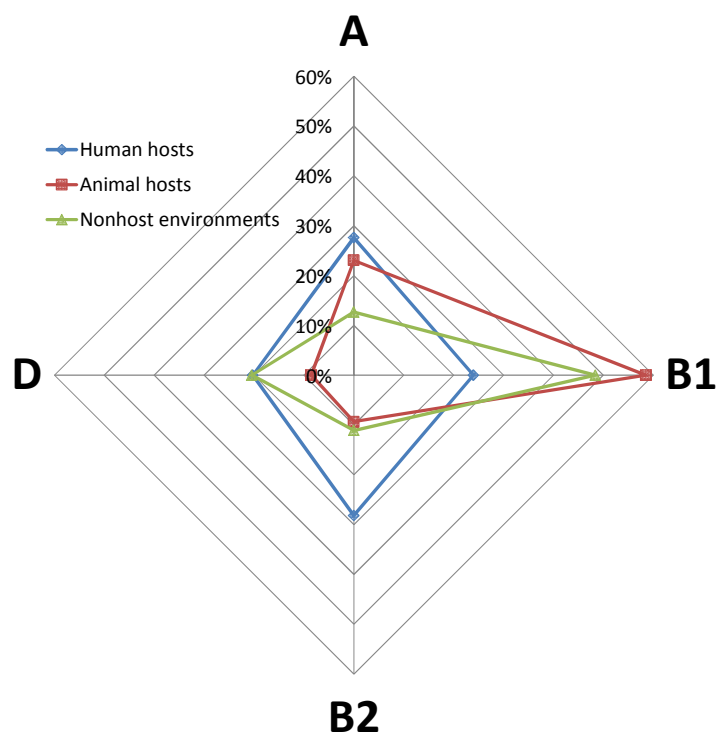 A
60%
50%
40%
30%
20%
10%
0%
Human hosts
Animal hosts
Nonhost environments
D
B1
B2